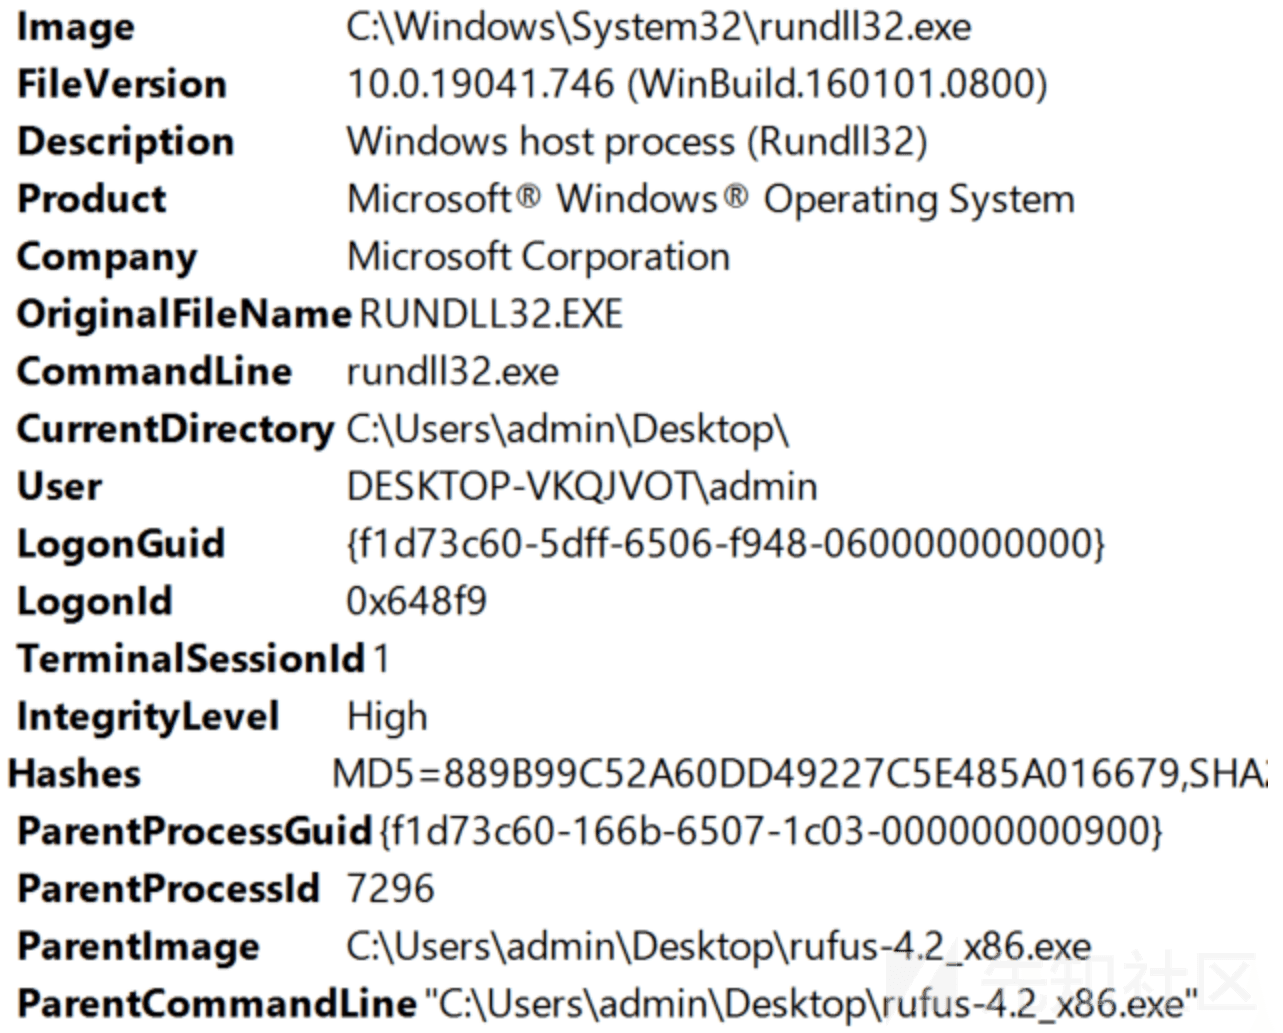 Image C:\Windows\System32\rundll32.exe
FileVersion 10.0.19041.746 (WinBuild.160101.0800)
Description Windows host process (Rundll32)
Product Microsoft® Windows® Operating System
Company Microsoft Corporation
OriginalFileName RUNDLL32.EXE
CommandLine rundll32.exe
CurrentDirectory C:\Users\admin\Desktop\
User DESKTOP-VKQJVOT\admin
LogonGuid {f1d73c60-5dff-6506-f948-060000000000}
LogonId 0x648f9
TerminalSessionId 1
IntegrityLevel High
Hashes MD5=889B99C52A60DD49227C5E485A016679,SHA2
ParentProcessGuid {f1d73c60-166b-6507-1c03-000000000900}
ParentProcessId 7296
ParentImage C:\Users\admin\Desktop\rufus-4.2_x86.exe
ParentCommandLine "C:\Users\admin\Desktop\rufus-4.2_x86.exe"
先知社区